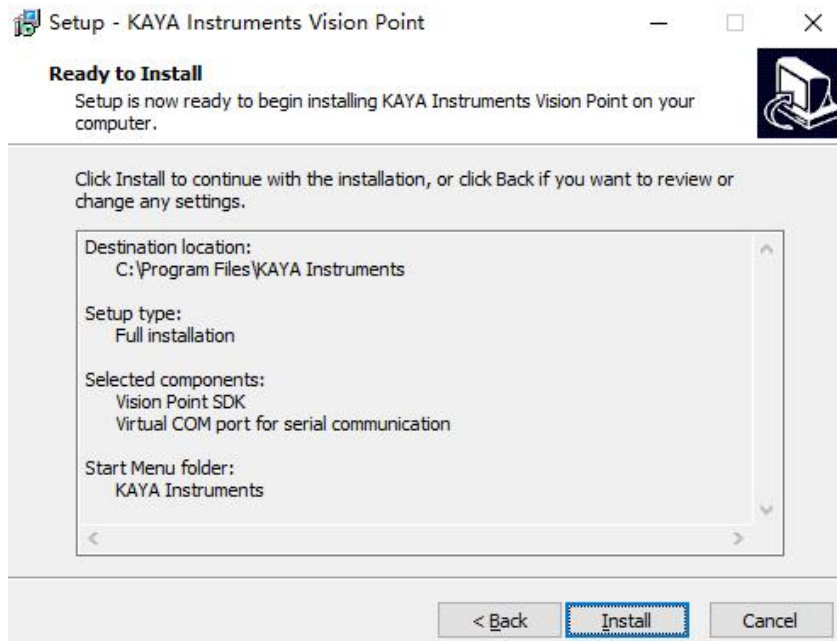 Setup - KAYA Instruments Vision Point
Ready to Install
Setup is now ready to begin installing KAYA Instruments Vision Point on your
computer.
Click Install to continue with the installation, or click Back if you want to review or
change any settings.
Destination location:
C:\Program Files\KAYA Instruments
Setup type:
Full installation
Selected components:
Vision Point SDK
Virtual COM port for serial communication
Start Menu folder:
KAYA Instruments
< Back
Install
Cancel